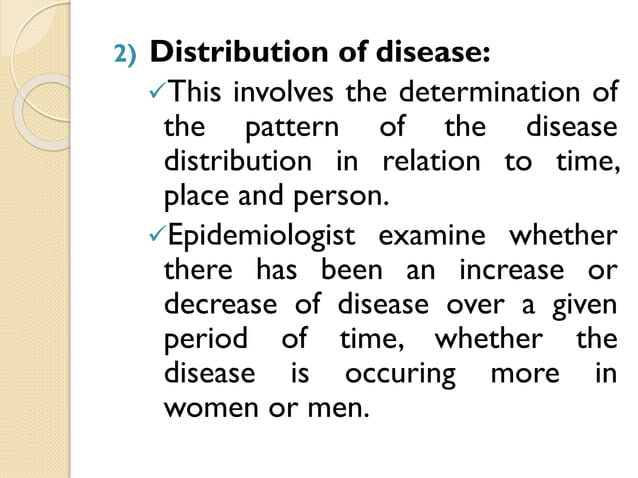 2) Distribution of disease:
✓This involves the determination of
the pattern of the disease
distribution in relation to time,
place and person.
✓Epidemiologist examine whether
there has been an increase or
decrease of disease over a given
period of time, whether the
disease is occuring more in
women or men.